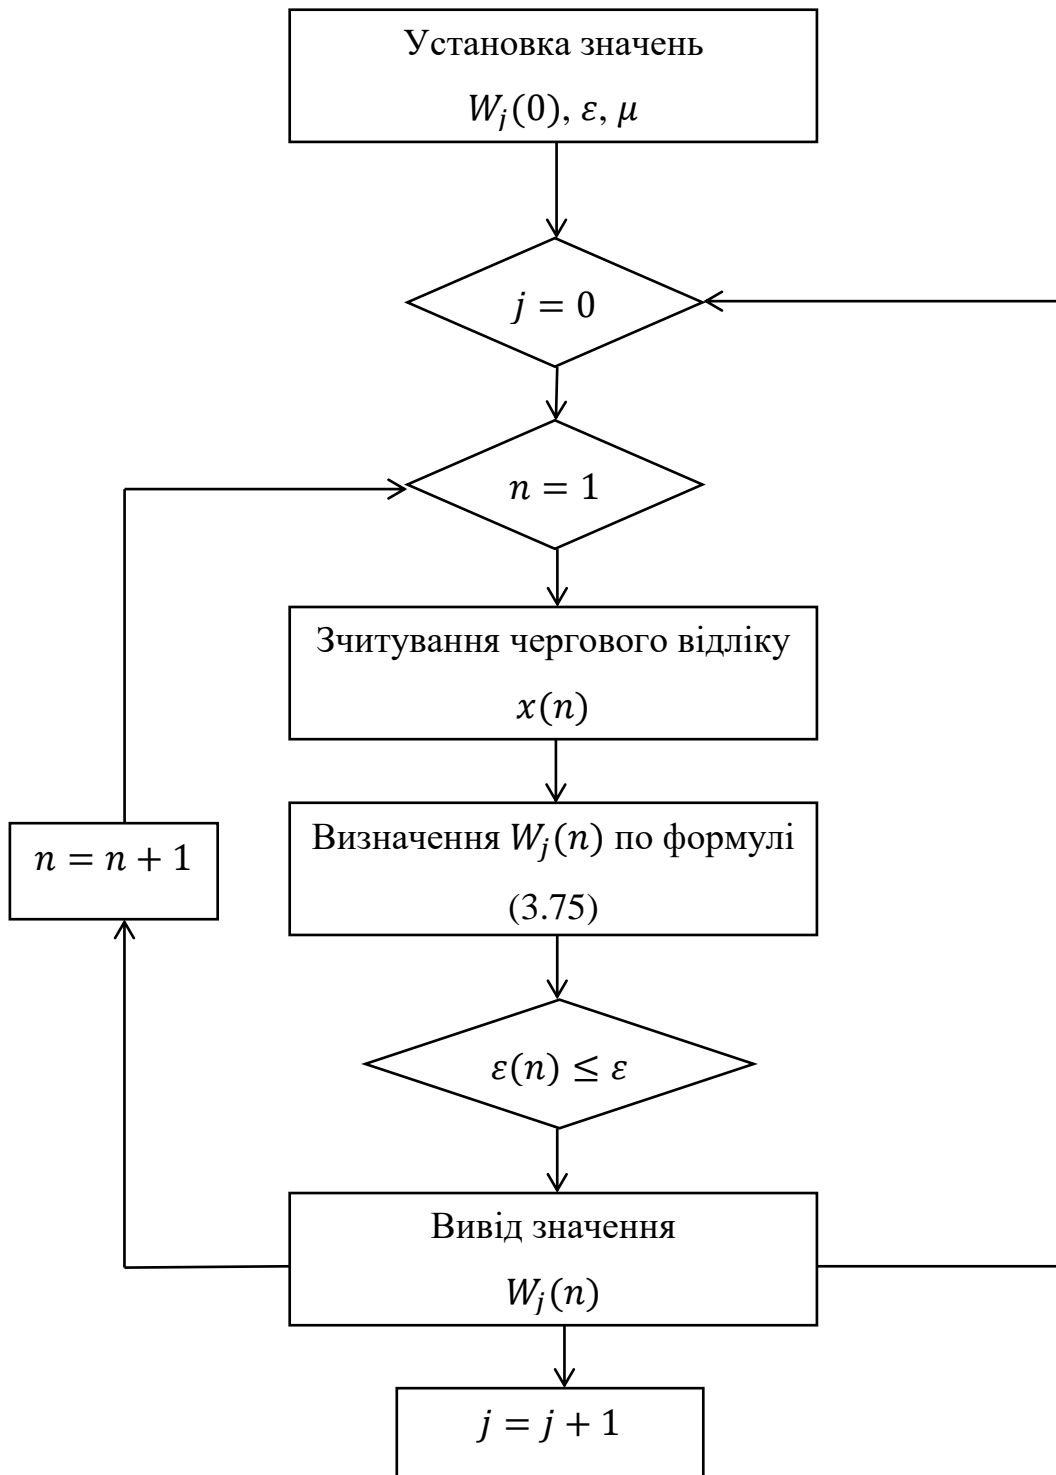 Установка значень
W_j(0), ε, μ
j = 0
n = 1
Зчитування чергового відліку
x(n)
Визначення W_j(n) по формулі
(3.75)
n = n + 1
ε(n) ≤ ε
Вивід значення
W_j(n)
j = j + 1